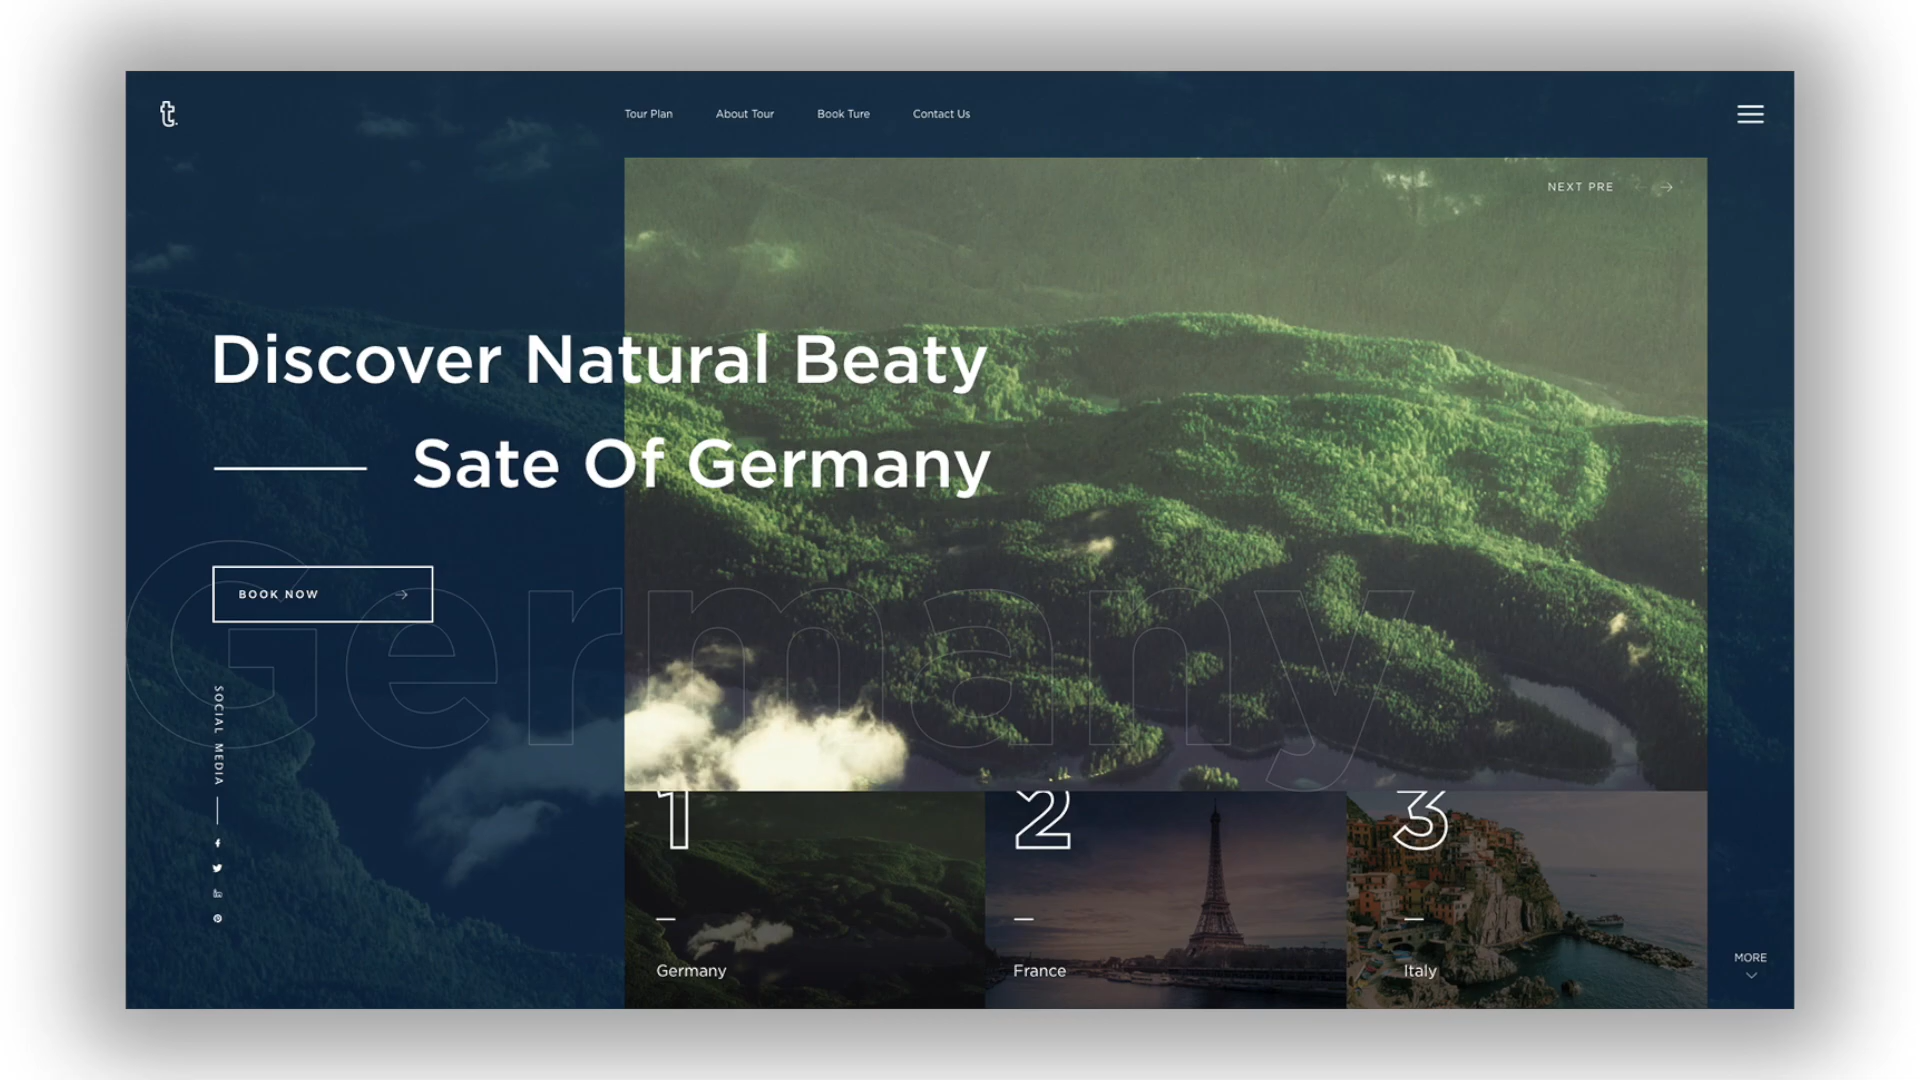 t.
Tour Plan
About Tour
Book Ture
Contact Us
NEXT PRE
Discover Natural Beaty
Sate Of Germany
BOOK NOW
Germany
SOCIAL MEDIA
1
2
3
Germany
France
Italy
MORE